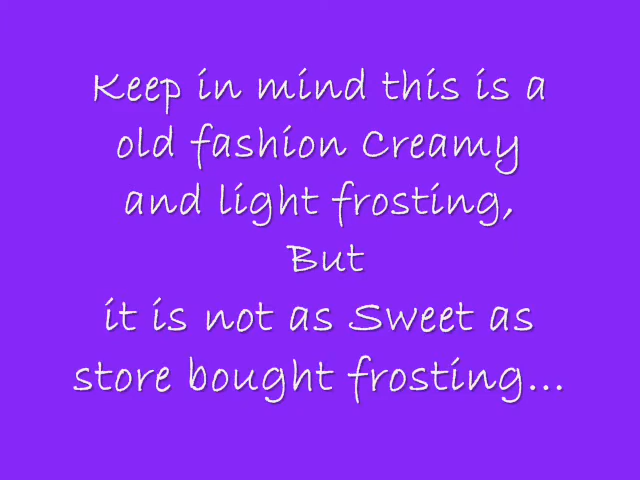 Keep in mind this is a
old fashion Creamy
and light frosting,
But
it is not as Sweet as
store bought frosting...